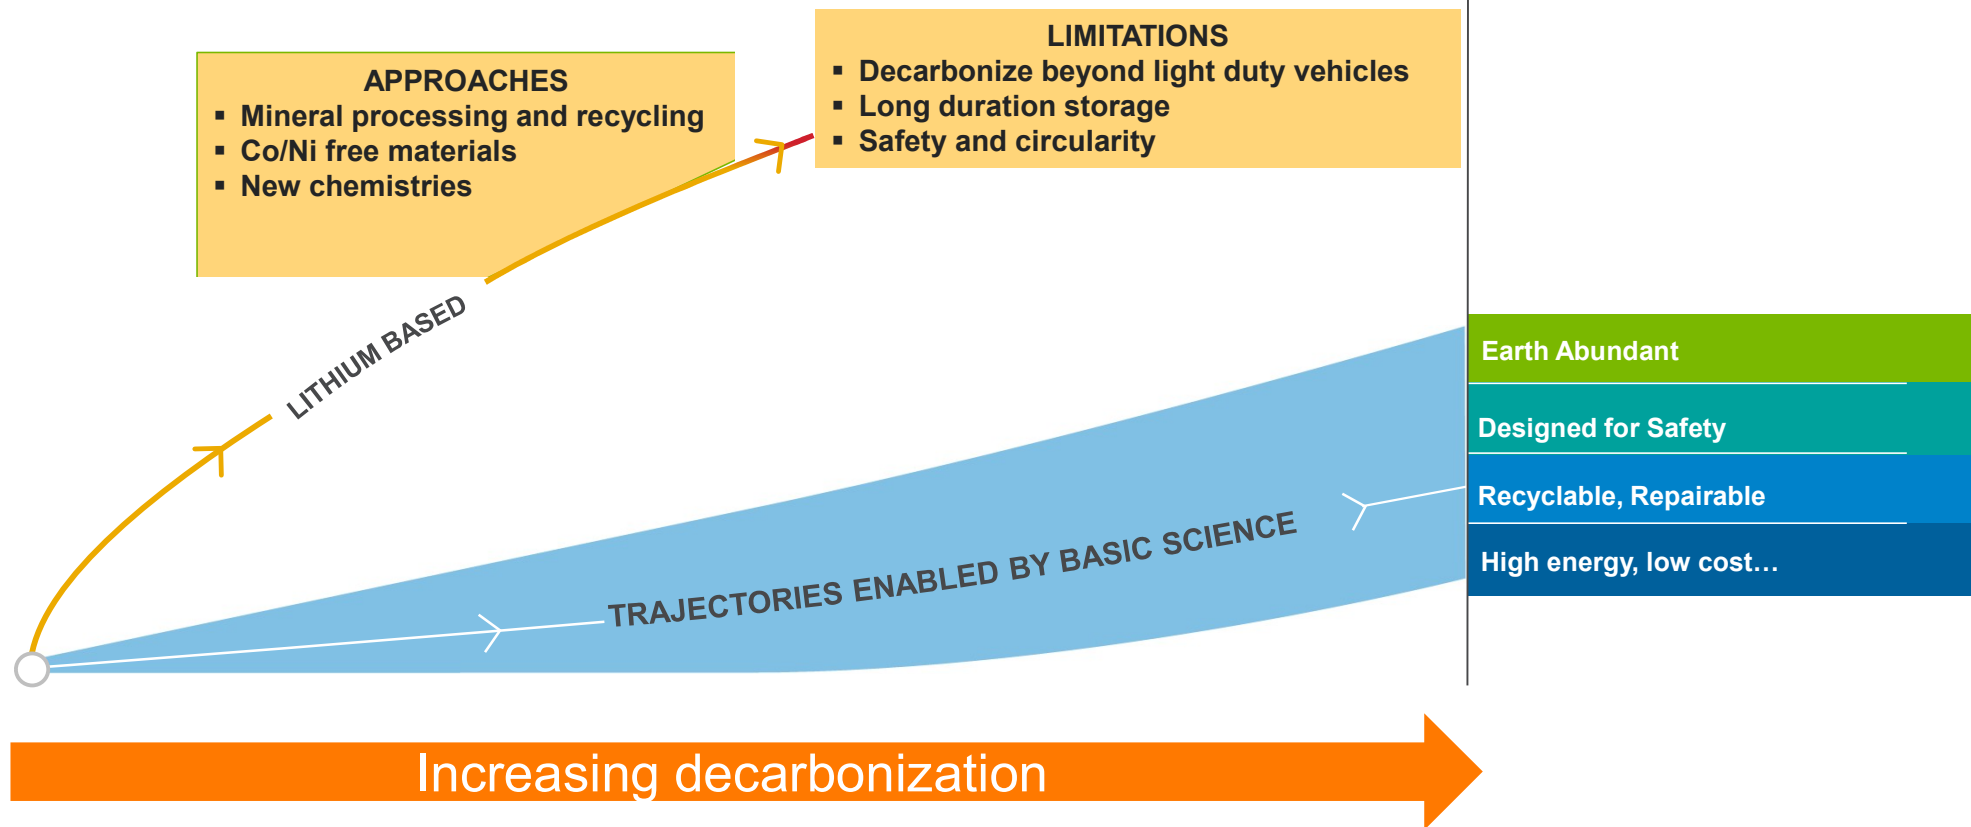 APPROACHES
▪ Mineral processing and recycling
▪ Co/Ni free materials
▪ New chemistries
LIMITATIONS
▪ Decarbonize beyond light duty vehicles
▪ Long duration storage
▪ Safety and circularity
LITHIUM BASED
TRAJECTORIES ENABLED BY BASIC SCIENCE
Earth Abundant
Designed for Safety
Recyclable, Repairable
High energy, low cost…
Increasing decarbonization